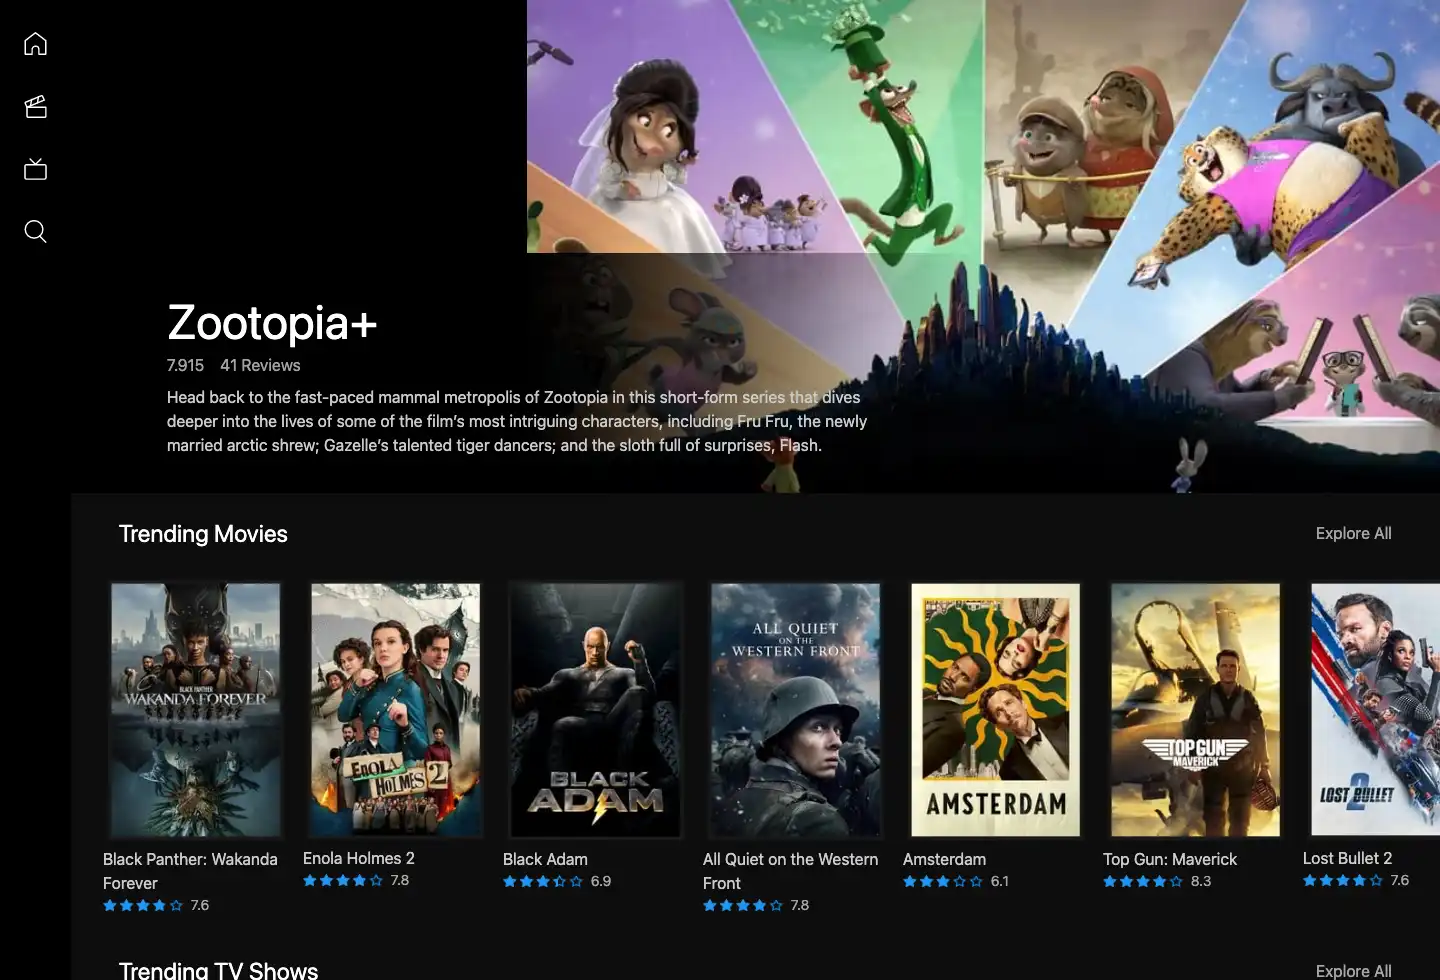 Zootopia+
7.915 41 Reviews
Head back to the fast-paced mammal metropolis of Zootopia in this short-form series that dives
deeper into the lives of some of the film’s most intriguing characters, including Fru Fru, the newly
married arctic shrew; Gazelle’s talented tiger dancers; and the sloth full of surprises, Flash.
Trending Movies
Explore All
BLACK PANTHER
WAKANDA FOREVER
ENOLA
HOLMES 2
BLACK
ADAM
ALL QUIET
ON THE
WESTERN FRONT
AMSTERDAM
TOP GUN
MAVERICK
LOST BULLET
2
Black Panther: Wakanda
Forever
7.6
Enola Holmes 2
7.8
Black Adam
6.9
All Quiet on the Western
Front
7.8
Amsterdam
6.1
Top Gun: Maverick
8.3
Lost Bullet 2
7.6
Trending TV Shows
Explore All